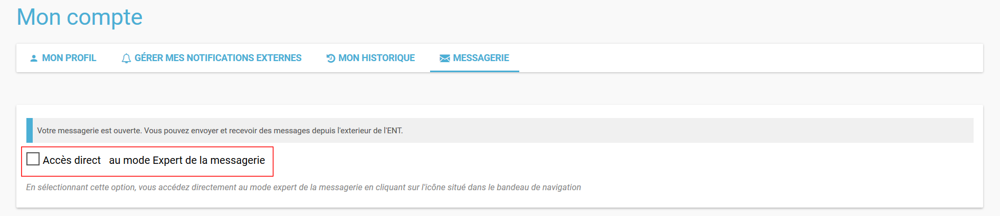 Mon compte
MON PROFIL GÉRER MES NOTIFICATIONS EXTERNES MON HISTORIQUE MESSAGERIE
Votre messagerie est ouverte. Vous pouvez envoyer et recevoir des messages depuis l'exterieur de l'ENT.
Accès direct au mode Expert de la messagerie
En sélectionnant cette option, vous accédez directement au mode expert de la messagerie en cliquant sur l'icône situé dans le bandeau de navigation